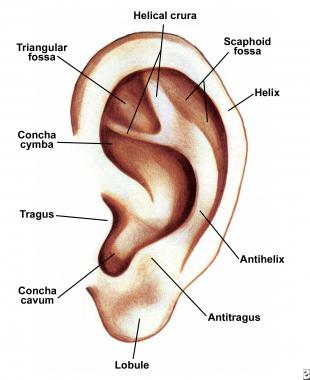 Helical crura
Triangular
fossa
Scaphoid
fossa
Helix
Concha
cymba
Tragus
Antihelix
Concha
cavum
Antitragus
Lobule